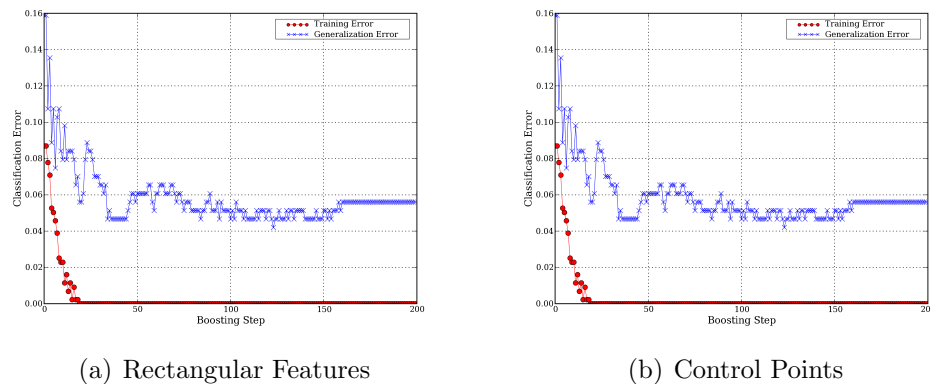 0.16
0.14
0.12
0.10
0.08
0.06
0.04
0.02
0.00
Classification Error
Training Error
Generalization Error
0 50 100 150 200
Boosting Step
(a) Rectangular Features
0.16
0.14
0.12
0.10
0.08
0.06
0.04
0.02
0.00
Classification Error
Training Error
Generalization Error
0 50 100 150 200
Boosting Step
(b) Control Points